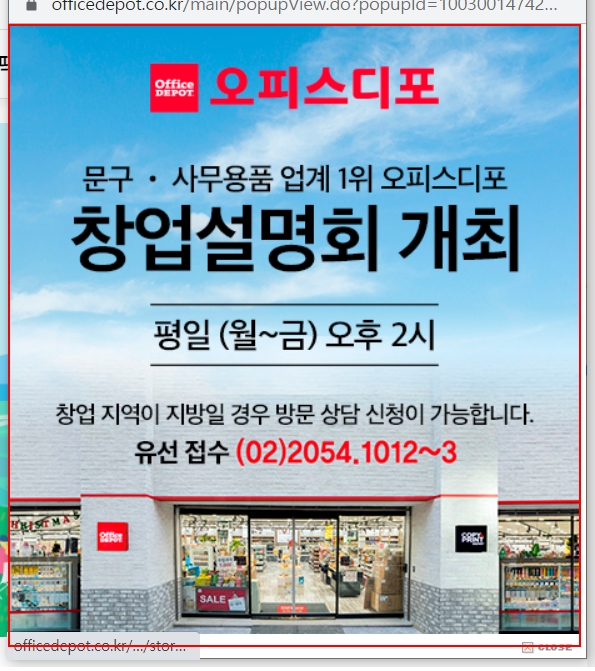 officedepot.co.kr/main/popupView.do?popupId=10030014742...
Office
DEPOT
오피스디포
문구 · 사무용품 업계 1위 오피스디포
창업설명회 개최
평일 (월~금) 오후 2시
창업 지역이 지방일 경우 방문 상담 신청이 가능합니다.
유선 접수 (02)2054.1012~3
CHRISTMA
Office
DEPOT
COPY
PRINT
SALE
officedepot.co.kr/.../stor...
CLOSE